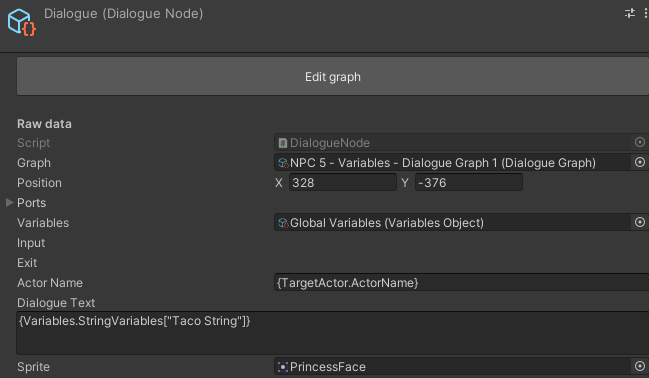 Dialogue (Dialogue Node)
Edit graph
Raw data
Script DialogueNode
Graph NPC 5 - Variables - Dialogue Graph 1 (Dialogue Graph)
Position X 328 Y -376
Ports
Variables Global Variables (Variables Object)
Input
Exit
Actor Name {TargetActor.ActorName}
Dialogue Text
{Variables.StringVariables["Taco String"]}
Sprite PrincessFace